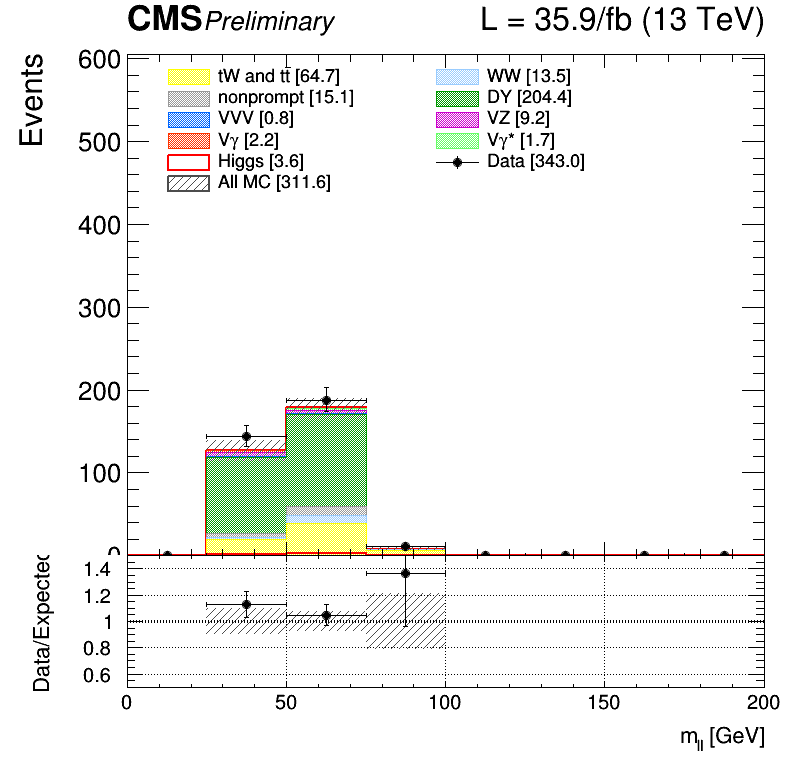 CMS Preliminary L = 35.9/fb (13 TeV)
Events
600
500
400
300
200
100
0
tW and tt̄ [64.7]
nonprompt [15.1]
VVV [0.8]
Vγ [2.2]
Higgs [3.6]
All MC [311.6]
WW [13.5]
DY [204.4]
VZ [9.2]
Vγ* [1.7]
Data [343.0]
Data/Expected
1.4
1.2
1
0.8
0.6
0 50 100 150 200
m_ll [GeV]